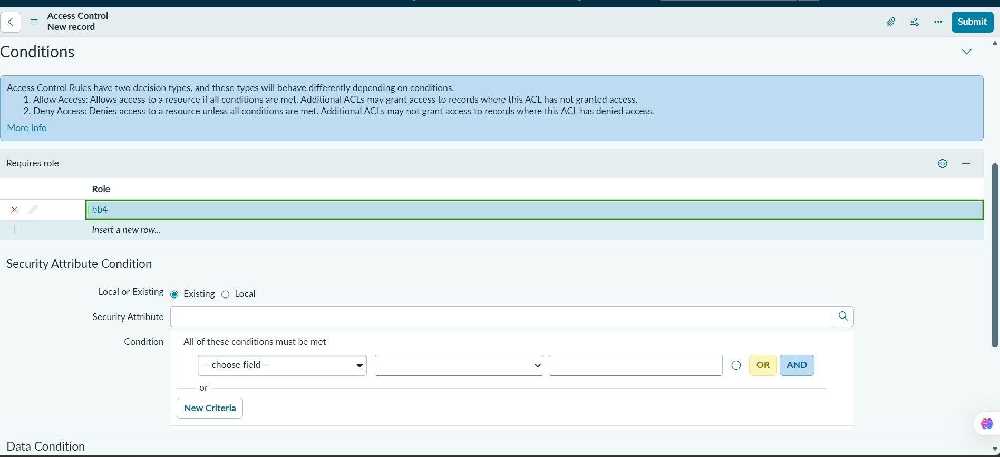 Access Control
New record
Submit
Conditions
Access Control Rules have two decision types, and these types will behave differently depending on conditions.
1. Allow Access: Allows access to a resource if all conditions are met. Additional ACLs may grant access to records where this ACL has not granted access.
2. Deny Access: Denies access to a resource unless all conditions are met. Additional ACLs may not grant access to records where this ACL has denied access.
More Info
Requires role
Role
bb4
Insert a new row...
Security Attribute Condition
Local or Existing Existing Local
Security Attribute
Condition All of these conditions must be met
-- choose field -- OR AND
or
New Criteria
Data Condition